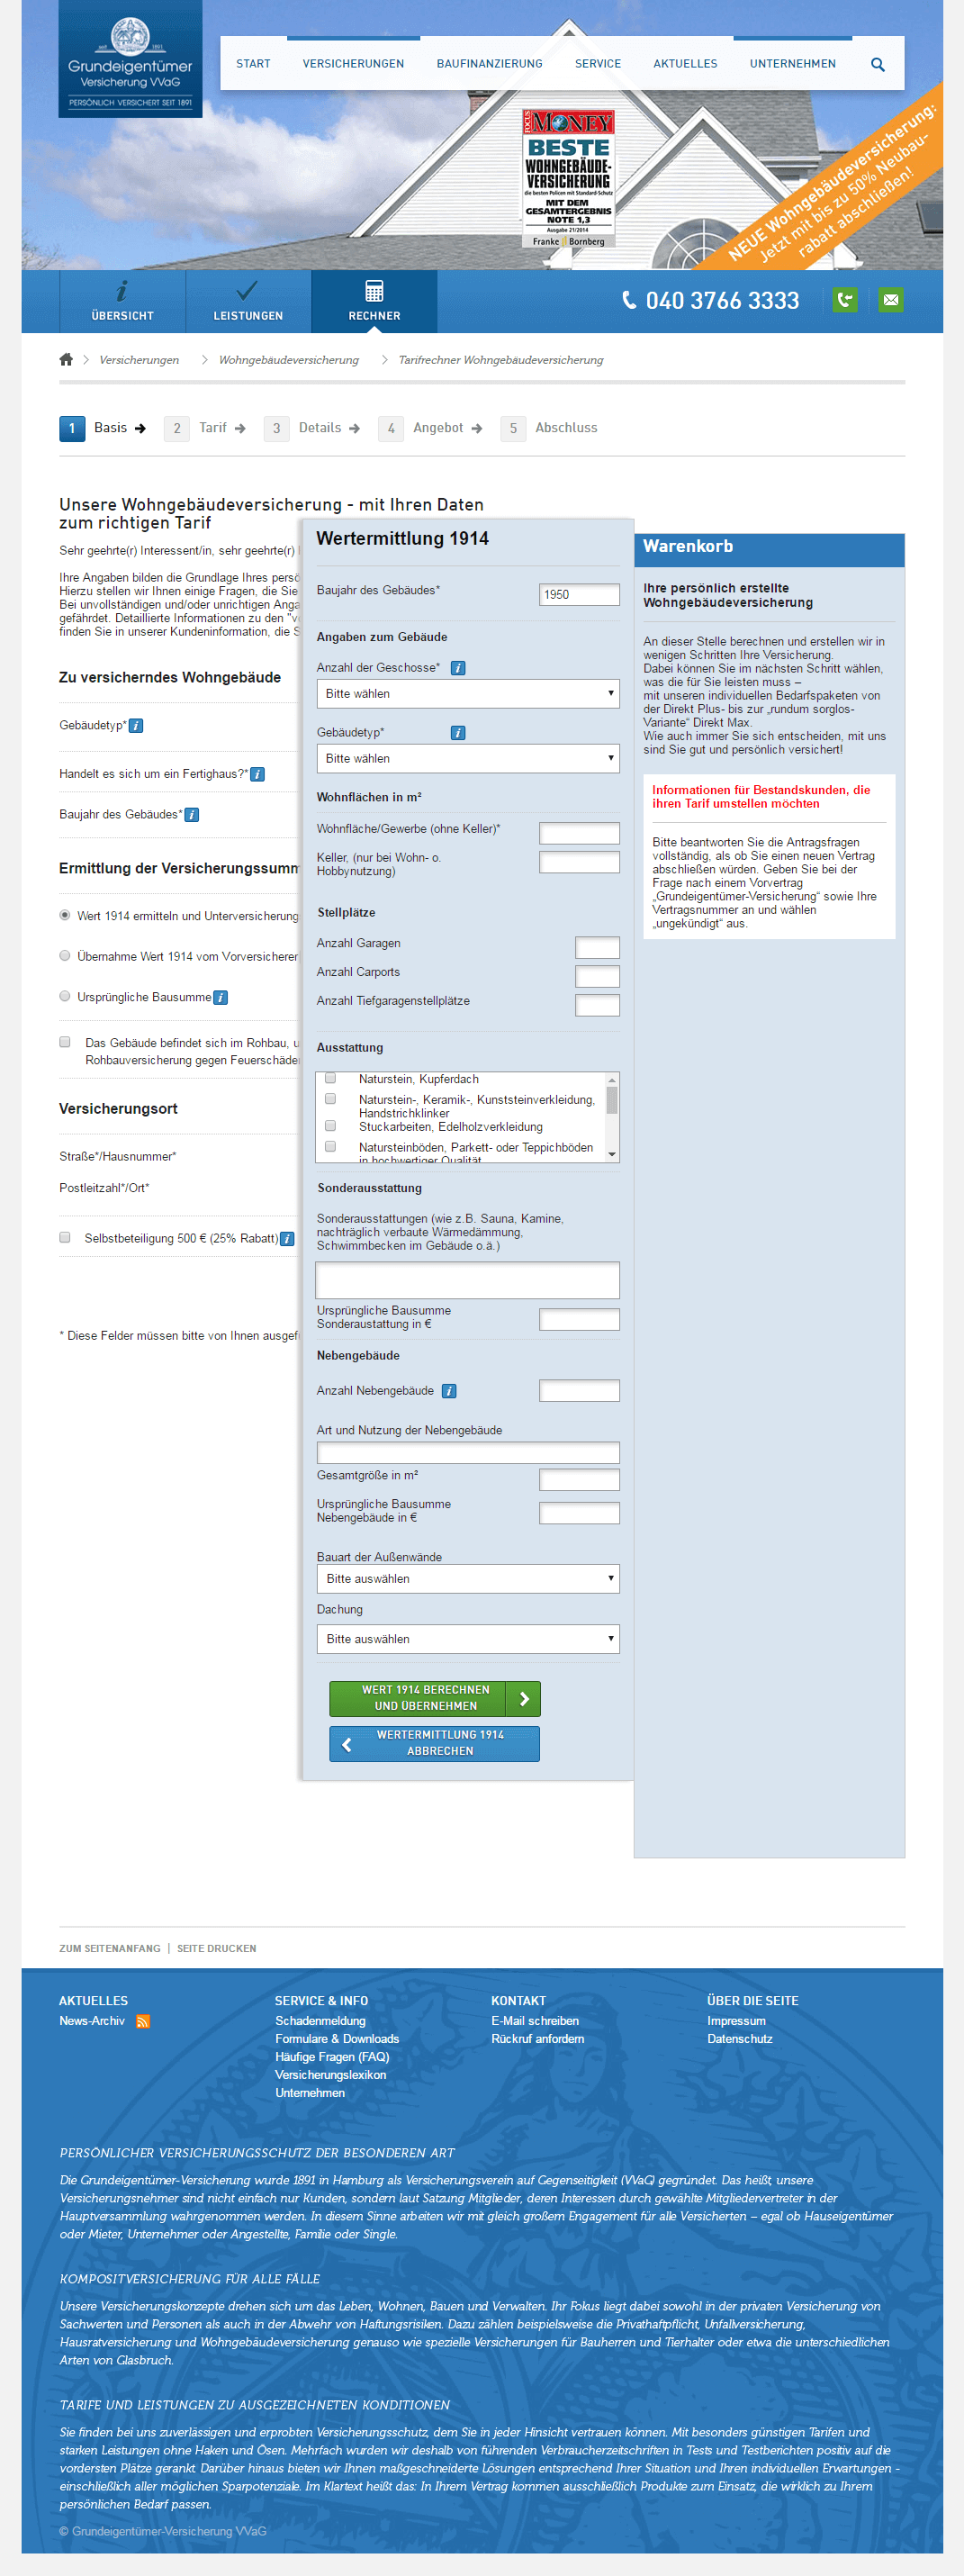 Grundeigentümer
Versicherung VVaG
PERSÖNLICH VERSICHERT SEIT 1891
START
VERSICHERUNGEN
BAUFINANZIERUNG
SERVICE
AKTUELLES
UNTERNEHMEN
FOCUS
MONEY
BESTE
WOHNGEBÄUDE-
VERSICHERUNG
die besten Policen mit Standard-Schutz
MIT DEM
GESAMTERGEBNIS
NOTE 1,3
Ausgabe 21/2014
Franke Bornberg
NEUE Wohngebäudeversicherung:
Jetzt mit bis zu 50% Neubau-
rabatt abschließen!
ÜBERSICHT
LEISTUNGEN
RECHNER
040 3766 3333
Versicherungen
Wohngebäudeversicherung
Tarifrechner Wohngebäudeversicherung
1 Basis
2 Tarif
3 Details
4 Angebot
5 Abschluss
Unsere Wohngebäudeversicherung - mit Ihren Daten
zum richtigen Tarif
Sehr geehrte(r) Interessent/in, sehr geehrte(r)
Ihre Angaben bilden die Grundlage Ihres
Hierzu stellen wir Ihnen einige Fragen, die Sie
Bei unvollständigen und/oder unrichtigen
gefährdet. Detaillierte Informationen zu den
finden Sie in unserer Kundeninformation, die
Zu versicherndes Wohngebäude
Gebäudetyp*
Handelt es sich um ein Fertighaus?*
Baujahr des Gebäudes*
Ermittlung der Versicherungssumm
Wert 1914 ermitteln und Unterversicherung
Übernahme Wert 1914 vom Vorversicherer
Ursprüngliche Bausumme
Das Gebäude befindet sich im Rohbau, u
Rohbauversicherung gegen Feuerschäde
Versicherungsort
Straße*/Hausnummer*
Postleitzahl*/Ort*
Selbstbeteiligung 500 € (25% Rabatt)
* Diese Felder müssen bitte von Ihnen ausgef
Wertermittlung 1914
Baujahr des Gebäudes*
1950
Angaben zum Gebäude
Anzahl der Geschosse*
Bitte wählen
Gebäudetyp*
Bitte wählen
Wohnflächen in m²
Wohnfläche/Gewerbe (ohne Keller)*
Keller, (nur bei Wohn- o.
Hobbynutzung)
Stellplätze
Anzahl Garagen
Anzahl Carports
Anzahl Tiefgaragenstellplätze
Ausstattung
Naturstein, Kupferdach
Naturstein-, Keramik-, Kunststeinverkleidung,
Handstrichklinker
Stuckarbeiten, Edelholzverkleidung
Natursteinböden, Parkett- oder Teppichböden
in hochwertiger Qualität
Sonderausstattung
Sonderausstattungen (wie z.B. Sauna, Kamine,
nachträglich verbaute Wärmedämmung,
Schwimmbecken im Gebäude o.ä.)
Ursprüngliche Bausumme
Sonderaustattung in €
Nebengebäude
Anzahl Nebengebäude
Art und Nutzung der Nebengebäude
Gesamtgröße in m²
Ursprüngliche Bausumme
Nebengebäude in €
Bauart der Außenwände
Bitte auswählen
Dachung
Bitte auswählen
WERT 1914 BERECHNEN
UND ÜBERNEHMEN
WERTERMITTLUNG 1914
ABBRECHEN
Warenkorb
Ihre persönlich erstellte
Wohngebäudeversicherung
An dieser Stelle berechnen und erstellen wir in
wenigen Schritten Ihre Versicherung.
Dabei können Sie im nächsten Schritt wählen,
was die für Sie leisten muss –
mit unseren individuellen Bedarfspaketen von
der Direkt Plus- bis zur „rundum sorglos-
Variante“ Direkt Max.
Wie auch immer Sie sich entscheiden, mit uns
sind Sie gut und persönlich versichert!
Informationen für Bestandskunden, die
ihren Tarif umstellen möchten
Bitte beantworten Sie die Antragsfragen
vollständig, als ob Sie einen neuen Vertrag
abschließen würden. Geben Sie bei der
Frage nach einem Vorvertrag
„Grundeigentümer-Versicherung“ sowie Ihre
Vertragsnummer an und wählen
„ungekündigt“ aus.
ZUM SEITENANFANG | SEITE DRUCKEN
AKTUELLES
News-Archiv
SERVICE & INFO
Schadenmeldung
Formulare & Downloads
Häufige Fragen (FAQ)
Versicherungslexikon
Unternehmen
KONTAKT
E-Mail schreiben
Rückruf anfordern
ÜBER DIE SEITE
Impressum
Datenschutz
PERSÖNLICHER VERSICHERUNGSSCHUTZ DER BESONDEREN ART
Die Grundeigentümer-Versicherung wurde 1891 in Hamburg als Versicherungsverein auf Gegenseitigkeit (VVaG) gegründet. Das heißt, unsere
Versicherungsnehmer sind nicht einfach nur Kunden, sondern laut Satzung Mitglieder, deren Interessen durch gewählte Mitgliedervertreter in der
Hauptversammlung wahrgenommen werden. In diesem Sinne arbeiten wir mit gleich großem Engagement für alle Versicherten – egal ob Hauseigentümer
oder Mieter, Unternehmer oder Angestellte, Familie oder Single.
KOMPOSITVERSICHERUNG FÜR ALLE FÄLLE
Unsere Versicherungskonzepte drehen sich um das Leben, Wohnen, Bauen und Verwalten. Ihr Fokus liegt dabei sowohl in der privaten Versicherung von
Sachwerten und Personen als auch in der Abwehr von Haftungsrisiken. Dazu zählen beispielsweise die Privathaftpflicht, Unfallversicherung,
Hausratversicherung und Wohngebäudeversicherung genauso wie spezielle Versicherungen für Bauherren und Tierhalter oder etwa die unterschiedlichen
Arten von Glasbruch.
TARIFE UND LEISTUNGEN ZU AUSGEZEICHNETEN KONDITIONEN
Sie finden bei uns zuverlässigen und erprobten Versicherungsschutz, dem Sie in jeder Hinsicht vertrauen können. Mit besonders günstigen Tarifen und
starken Leistungen ohne Haken und Ösen. Mehrfach wurden wir deshalb von führenden Verbraucherzeitschriften in Tests und Testberichten positiv auf die
vordersten Plätze gerankt. Darüber hinaus bieten wir Ihnen maßgeschneiderte Lösungen entsprechend Ihrer Situation und Ihren individuellen Erwartungen -
einschließlich aller möglichen Sparpotenziale. Im Klartext heißt das: In Ihrem Vertrag kommen ausschließlich Produkte zum Einsatz, die wirklich zu Ihrem
persönlichen Bedarf passen.
© Grundeigentümer-Versicherung VVaG